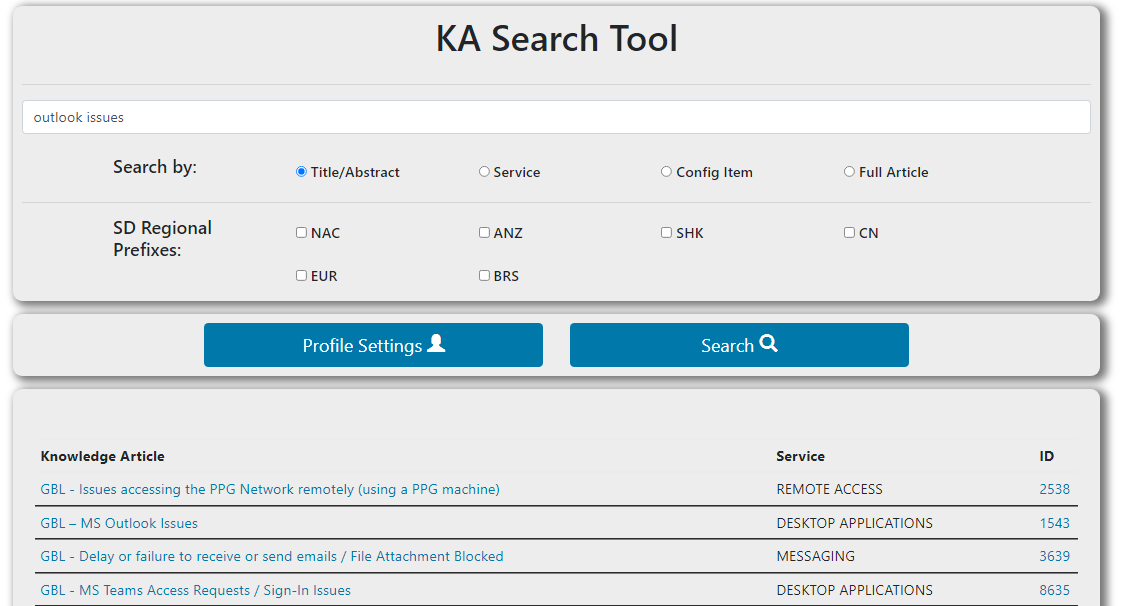 KA Search Tool
outlook issues
Search by: Title/Abstract Service Config Item Full Article
SD Regional Prefixes: NAC ANZ SHK CN
EUR BRS
Profile Settings Search
Knowledge Article Service ID
GBL - Issues accessing the PPG Network remotely (using a PPG machine) REMOTE ACCESS 2538
GBL – MS Outlook Issues DESKTOP APPLICATIONS 1543
GBL - Delay or failure to receive or send emails / File Attachment Blocked MESSAGING 3639
GBL - MS Teams Access Requests / Sign-In Issues DESKTOP APPLICATIONS 8635